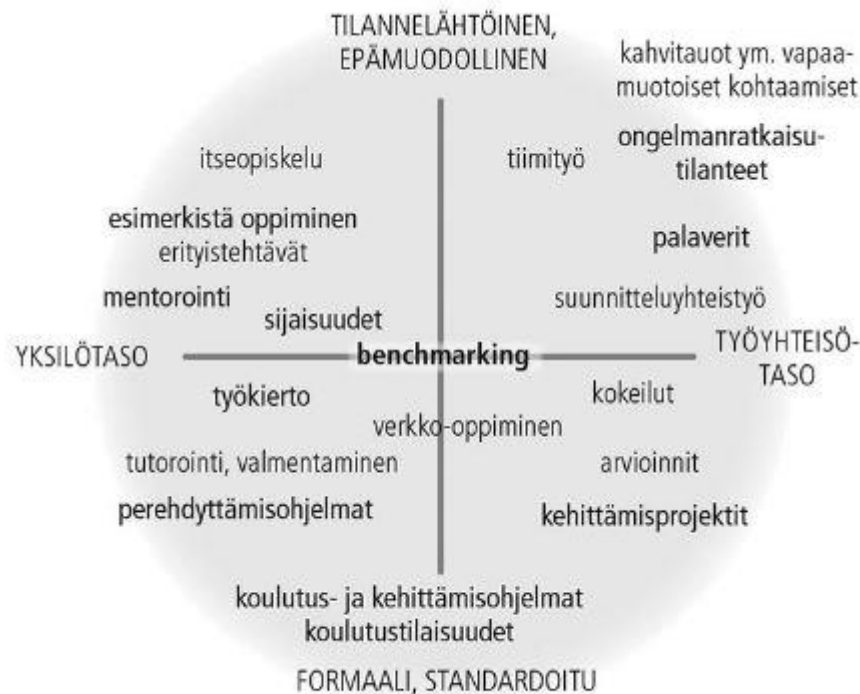 TILANNELÄHTÖINEN,
EPÄMUODOLLINEN
kahvitauot ym. vapaa-
muotoiset kohtaamiset
itseopiskelu
tiimityö
ongelmanratkaisu-
tilanteet
esimerkistä oppiminen
erityistehtävät
palaverit
mentorointi
sijaisuudet
suunnitteluyhteistyö
YKSILÖTASO
benchmarking
TYÖYHTEISÖ-
TASO
työkierto
kokeilut
verkko-oppiminen
tutorointi, valmentaminen
arvioinnit
perehdyttämisohjelmat
kehittämisprojektit
koulutus- ja kehittämisohjelmat
koulutustilaisuudet
FORMAALI, STANDARDOITU